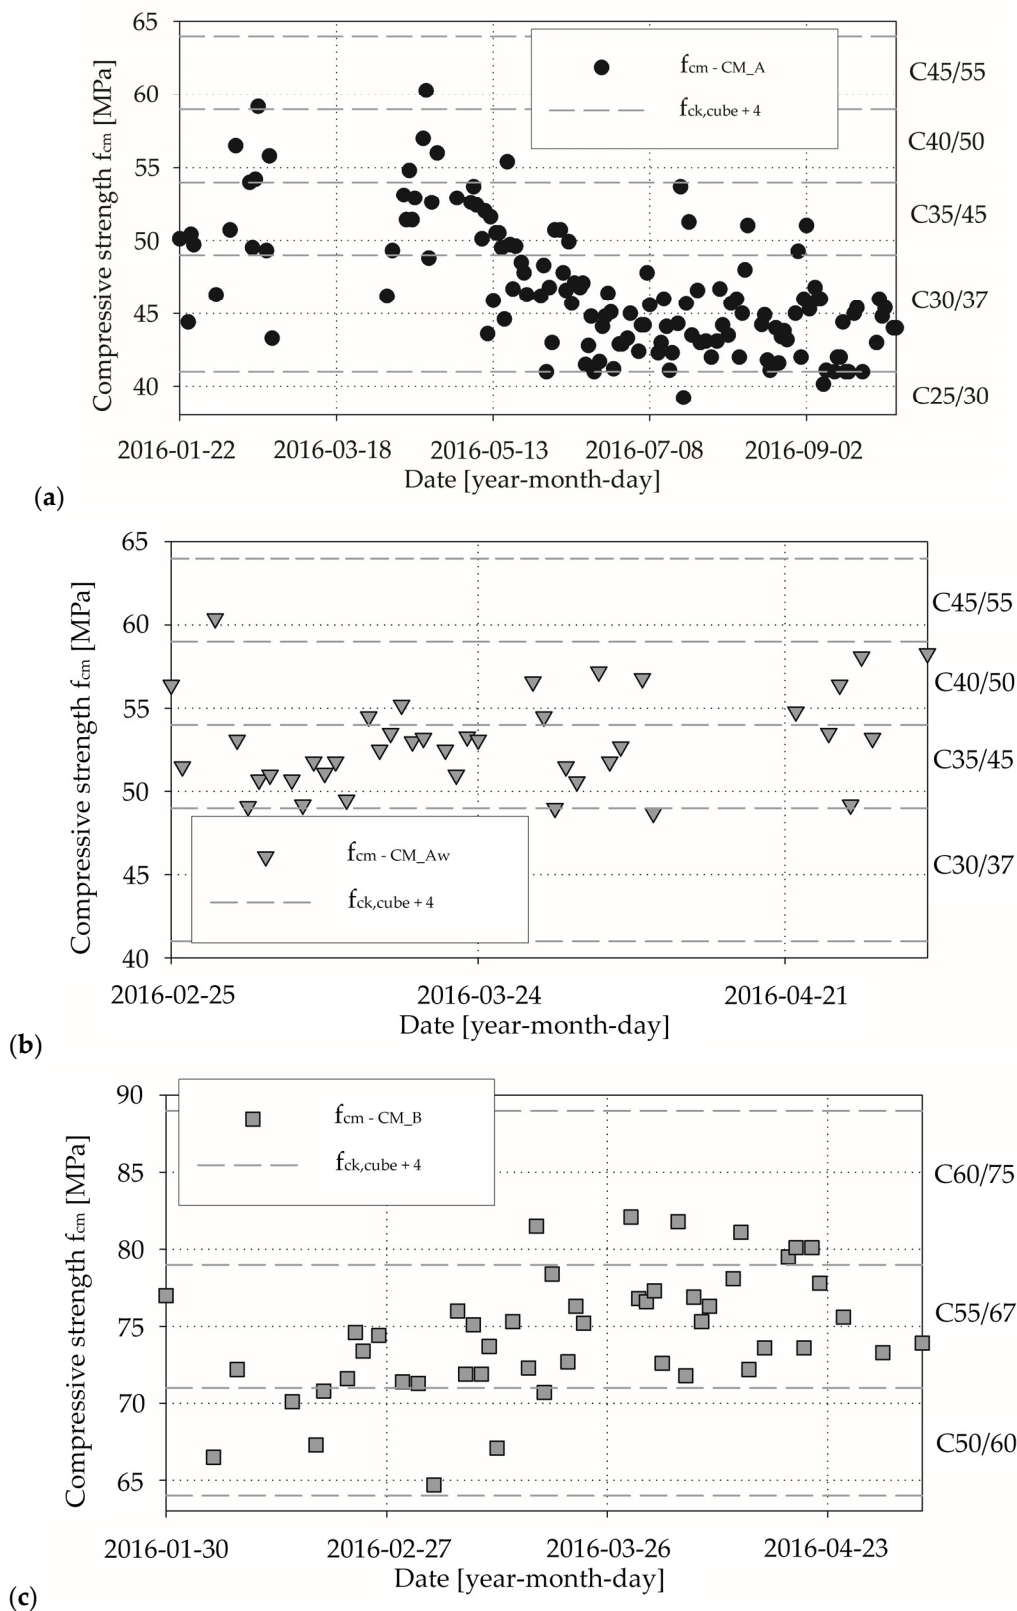 65
60
55
50
45
40
Compressive strength fcm [MPa]
fcm - CM_A
fck,cube + 4
C45/55
C40/50
C35/45
C30/37
C25/30
2016-01-22 2016-03-18 2016-05-13 2016-07-08 2016-09-02
Date [year-month-day]
(a)
65
60
55
50
45
40
Compressive strength fcm [MPa]
fcm - CM_Aw
fck,cube + 4
C45/55
C40/50
C35/45
C30/37
2016-02-25 2016-03-24 2016-04-21
Date [year-month-day]
(b)
90
85
80
75
70
65
Compressive strength fcm [MPa]
fcm - CM_B
fck,cube + 4
C60/75
C55/67
C50/60
2016-01-30 2016-02-27 2016-03-26 2016-04-23
Date [year-month-day]
(c)